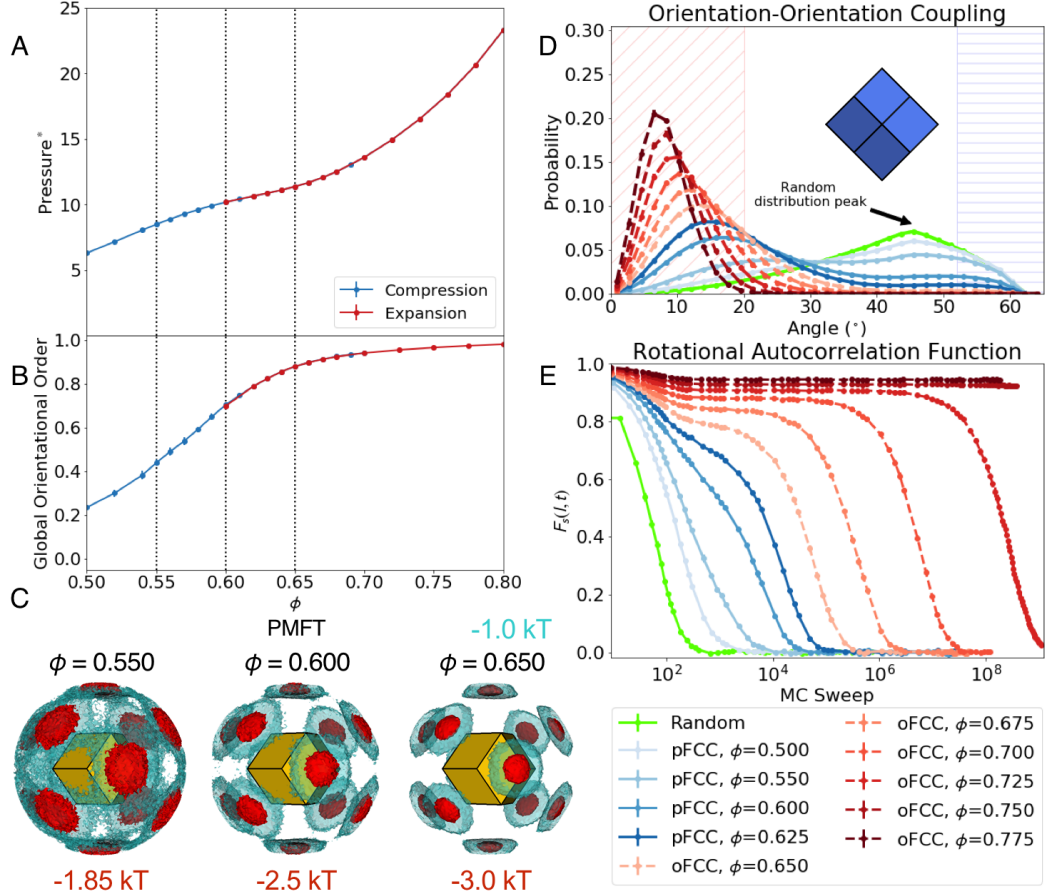 A
25
20
15
10
5
Pressure*
Compression
Expansion
B
1.0
0.8
0.6
0.4
0.2
0.0
Global Orientational Order
0.50 0.55 0.60 0.65 0.70 0.75 0.80
ϕ
C
PMFT
-1.0 kT
ϕ = 0.550 ϕ = 0.600 ϕ = 0.650
-1.85 kT -2.5 kT -3.0 kT
Orientation-Orientation Coupling
D
0.30
0.25
0.20
0.15
0.10
0.05
0.00
Probability
Random
distribution peak
0 10 20 30 40 50 60
Angle (°)
Rotational Autocorrelation Function
E
1.0
0.8
0.6
0.4
0.2
0.0
Fs(l, t)
10² 10⁴ 10⁶ 10⁸
MC Sweep
Random
pFCC, ϕ=0.500
pFCC, ϕ=0.550
pFCC, ϕ=0.600
pFCC, ϕ=0.625
oFCC, ϕ=0.650
oFCC, ϕ=0.675
oFCC, ϕ=0.700
oFCC, ϕ=0.725
oFCC, ϕ=0.750
oFCC, ϕ=0.775